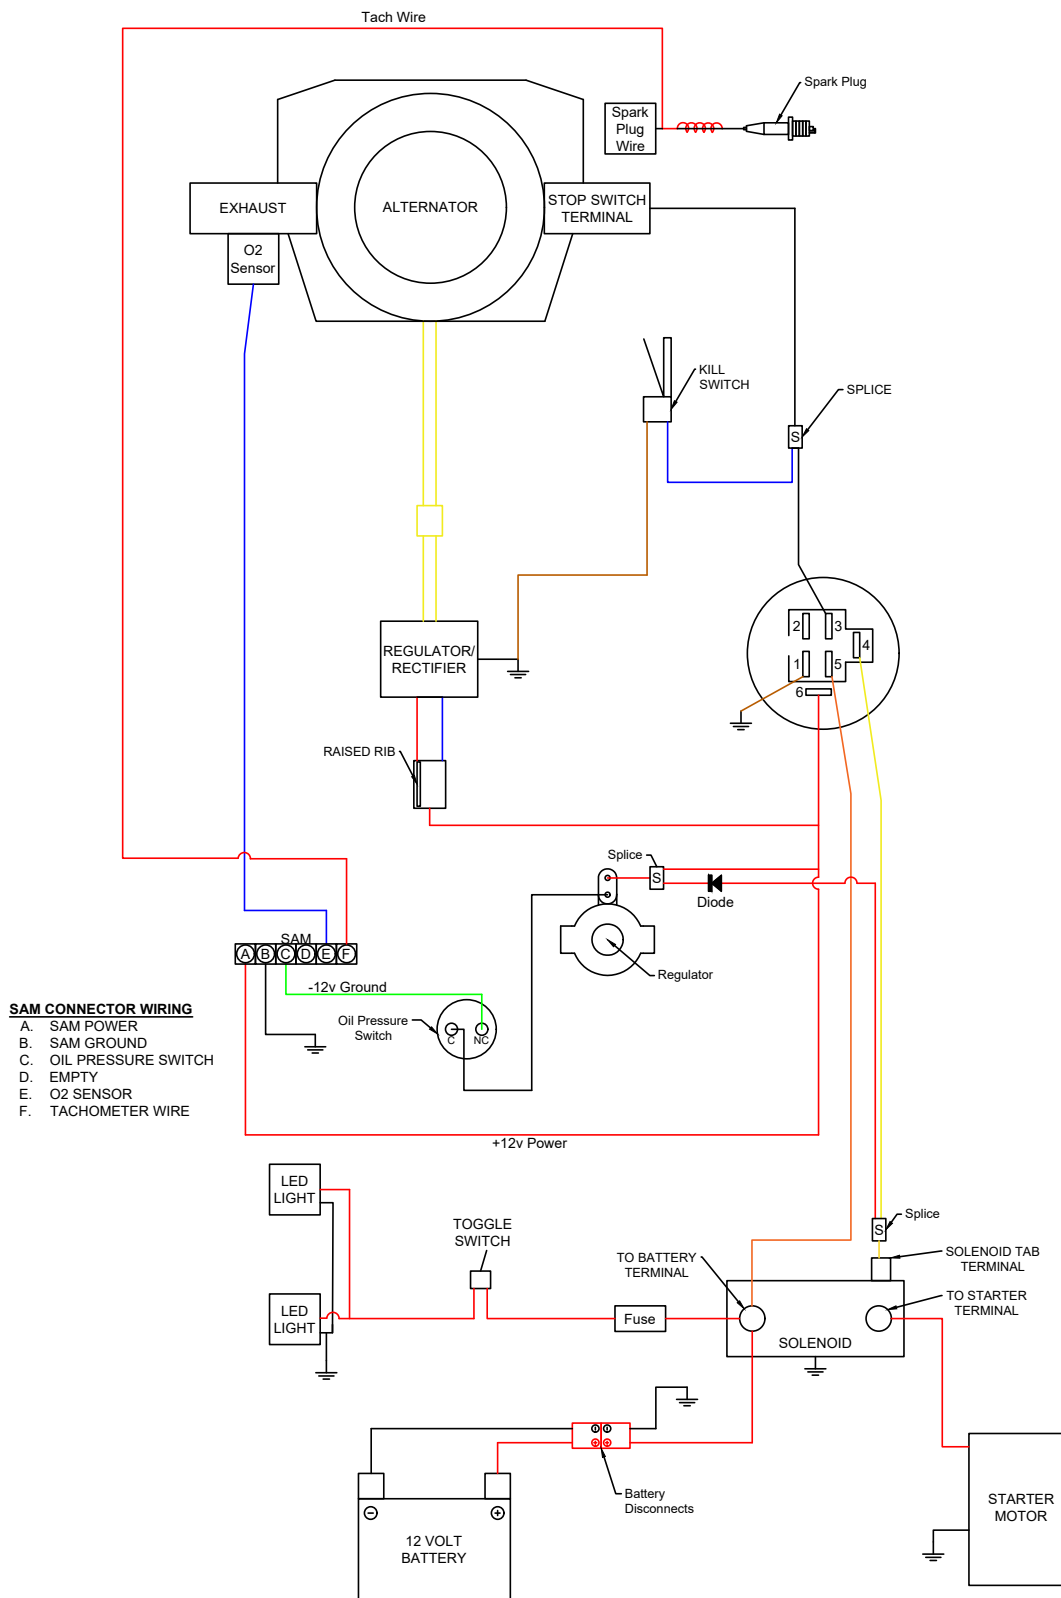 Tach Wire
Spark Plug
Spark
Plug
Wire
EXHAUST
ALTERNATOR
STOP SWITCH
TERMINAL
O2
Sensor
KILL
SWITCH
SPLICE
S
2
3
4
1
5
6
REGULATOR/
RECTIFIER
RAISED RIB
Splice
S
Diode
Regulator
SAM
A B C D E F
-12v Ground
Oil Pressure
Switch
C
NC
SAM CONNECTOR WIRING
A. SAM POWER
B. SAM GROUND
C. OIL PRESSURE SWITCH
D. EMPTY
E. O2 SENSOR
F. TACHOMETER WIRE
+12v Power
LED
LIGHT
TOGGLE
SWITCH
S
Splice
TO BATTERY
TERMINAL
SOLENOID TAB
TERMINAL
TO STARTER
TERMINAL
LED
LIGHT
Fuse
SOLENOID
Battery
Disconnects
12 VOLT
BATTERY
STARTER
MOTOR